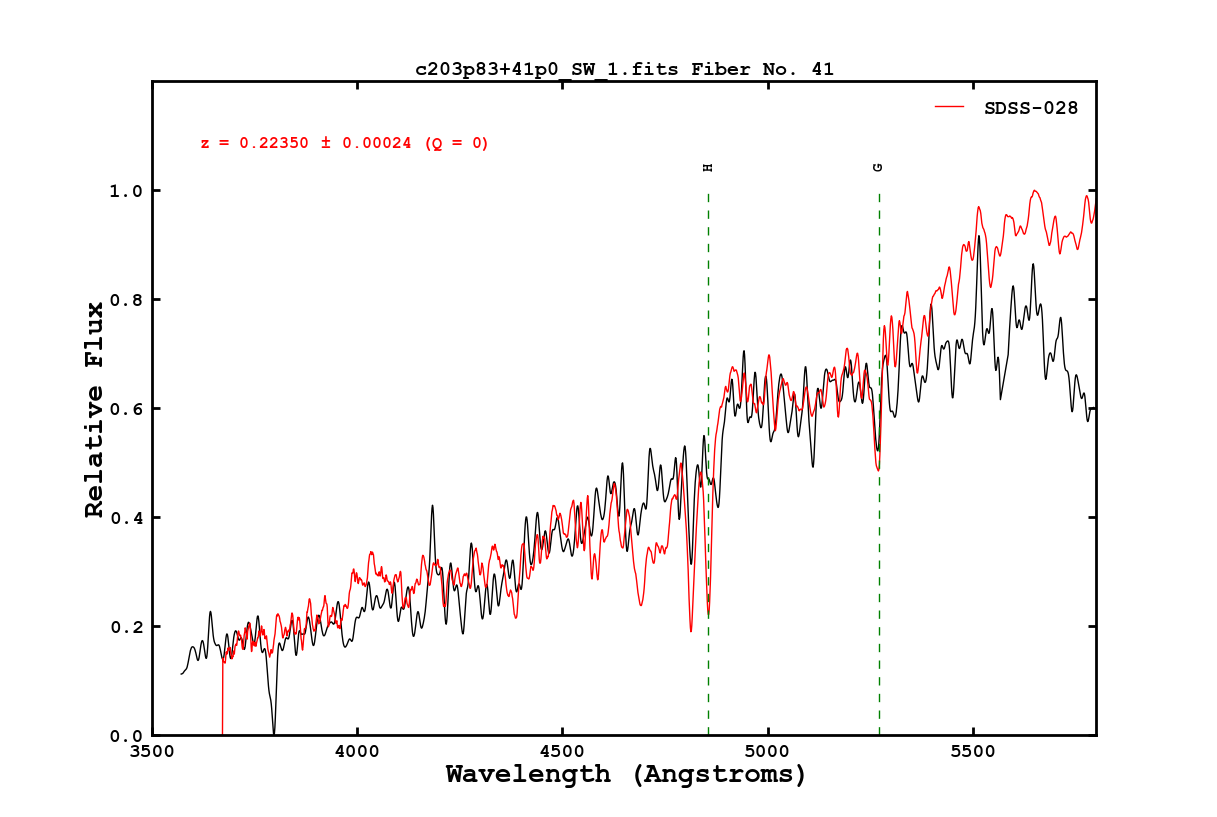 c203p83+41p0_SW_1.fits Fiber No. 41
SDSS-028
z = 0.22350 ± 0.00024 (Q = 0)
H
G
1.0
0.8
0.6
0.4
0.2
0.0
Relative Flux
3500
4000
4500
5000
5500
Wavelength (Angstroms)